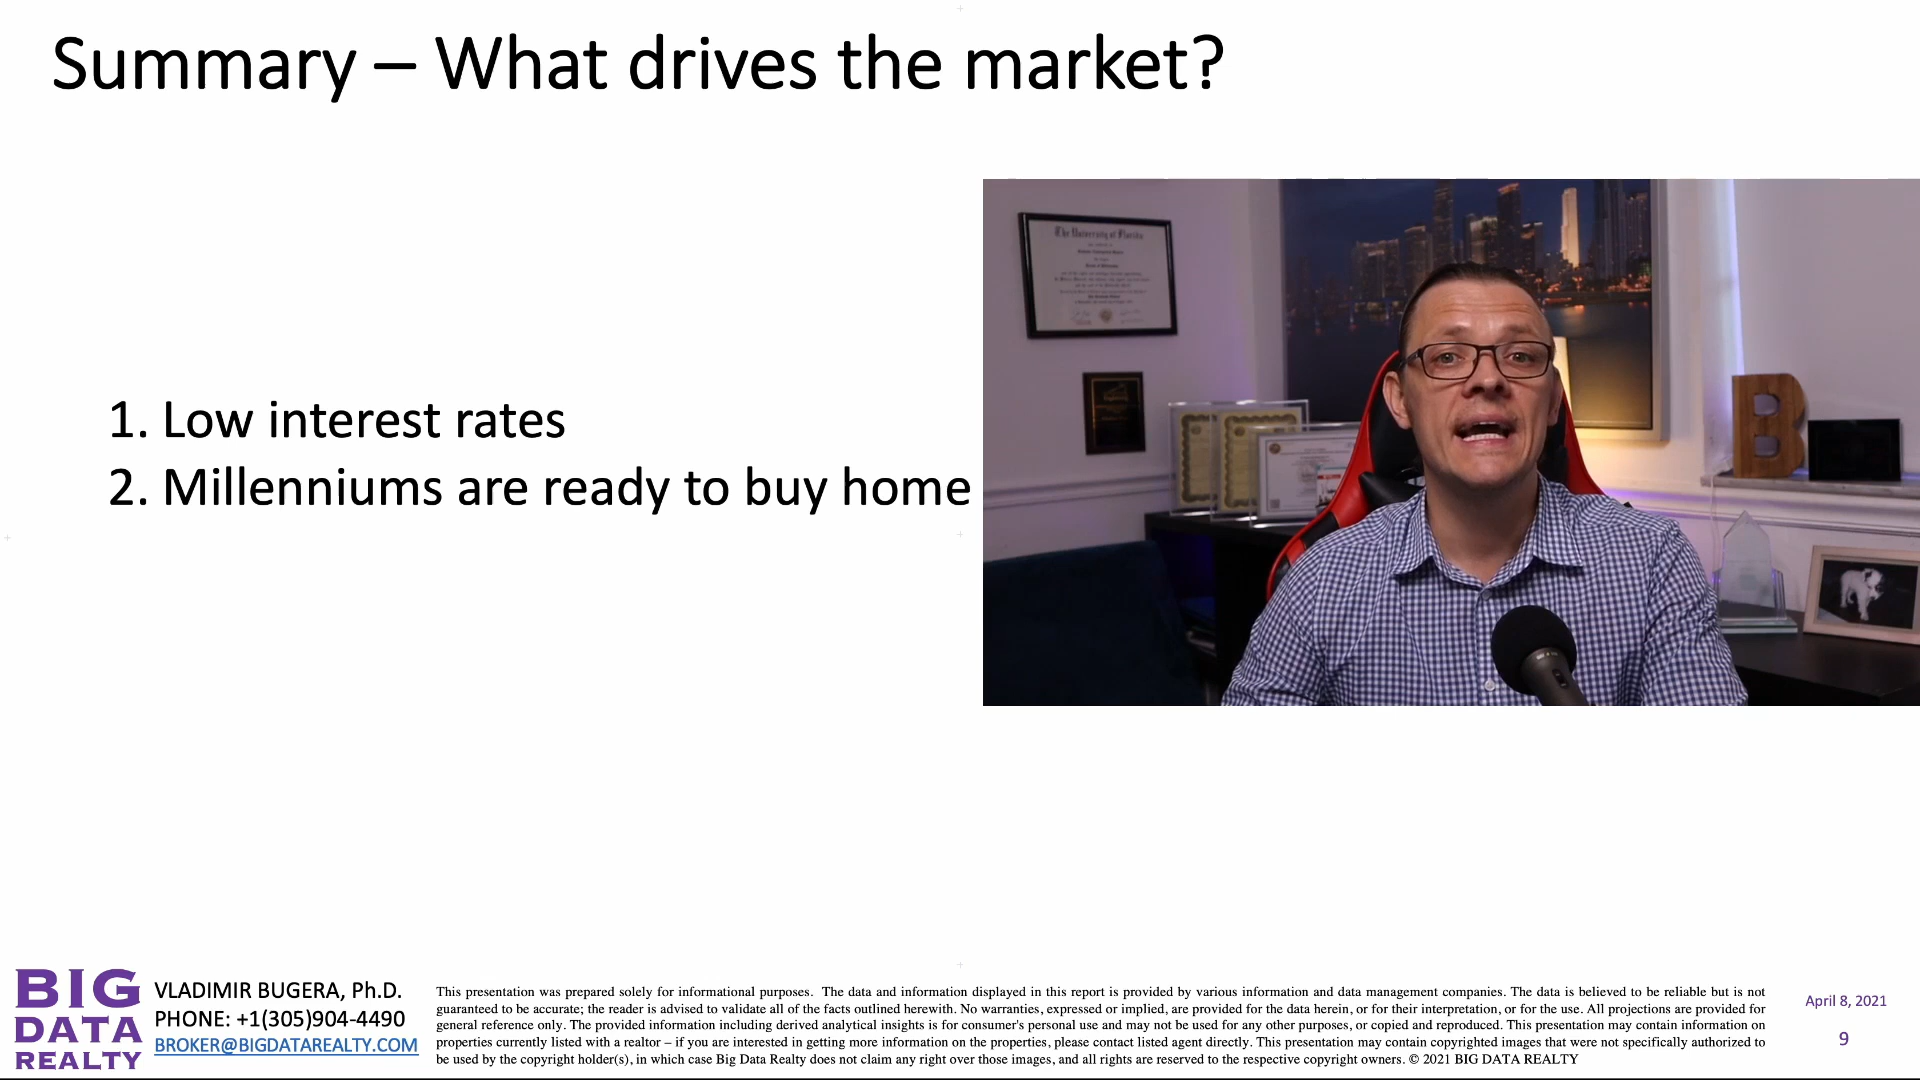 Summary – What drives the market?
The University of Florida
1. Low interest rates
2. Millenniums are ready to buy home
B
BIG
DATA
REALTY
VLADIMIR BUGERA, Ph.D.
PHONE: +1(305)904-4490
BROKER@BIGDATAREALTY.COM
This presentation was prepared solely for informational purposes. The data and information displayed in this report is provided by various information and data management companies. The data is believed to be reliable but is not
guaranteed to be accurate; the reader is advised to validate all of the facts outlined herewith. No warranties, expressed or implied, are provided for the data herein, or for their interpretation, or for the use. All projections are provided for
general reference only. The provided information including derived analytical insights is for consumer's personal use and may not be used for any other purposes, or copied and reproduced. This presentation may contain information on
properties currently listed with a realtor – if you are interested in getting more information on the properties, please contact listed agent directly. This presentation may contain copyrighted images that were not specifically authorized to
be used by the copyright holder(s), in which case Big Data Realty does not claim any right over those images, and all rights are reserved to the respective copyright owners. © 2021 BIG DATA REALTY
April 8, 2021
9